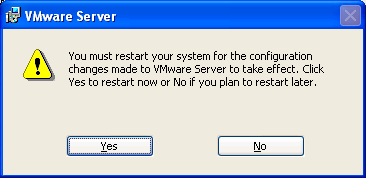 VMware Server
You must restart your system for the configuration
changes made to VMware Server to take effect. Click
Yes to restart now or No if you plan to restart later.
Yes
No